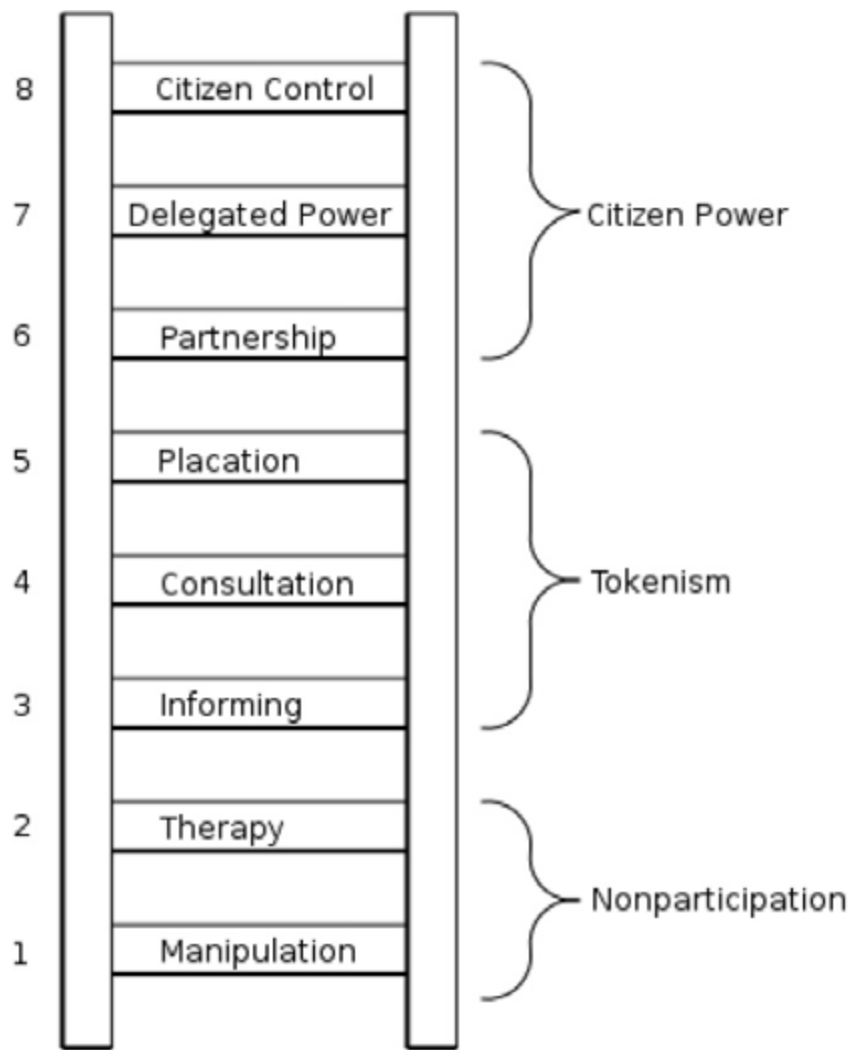 8 Citizen Control
7 Delegated Power
Citizen Power
6 Partnership
5 Placation
4 Consultation
Tokenism
3 Informing
2 Therapy
Nonparticipation
1 Manipulation